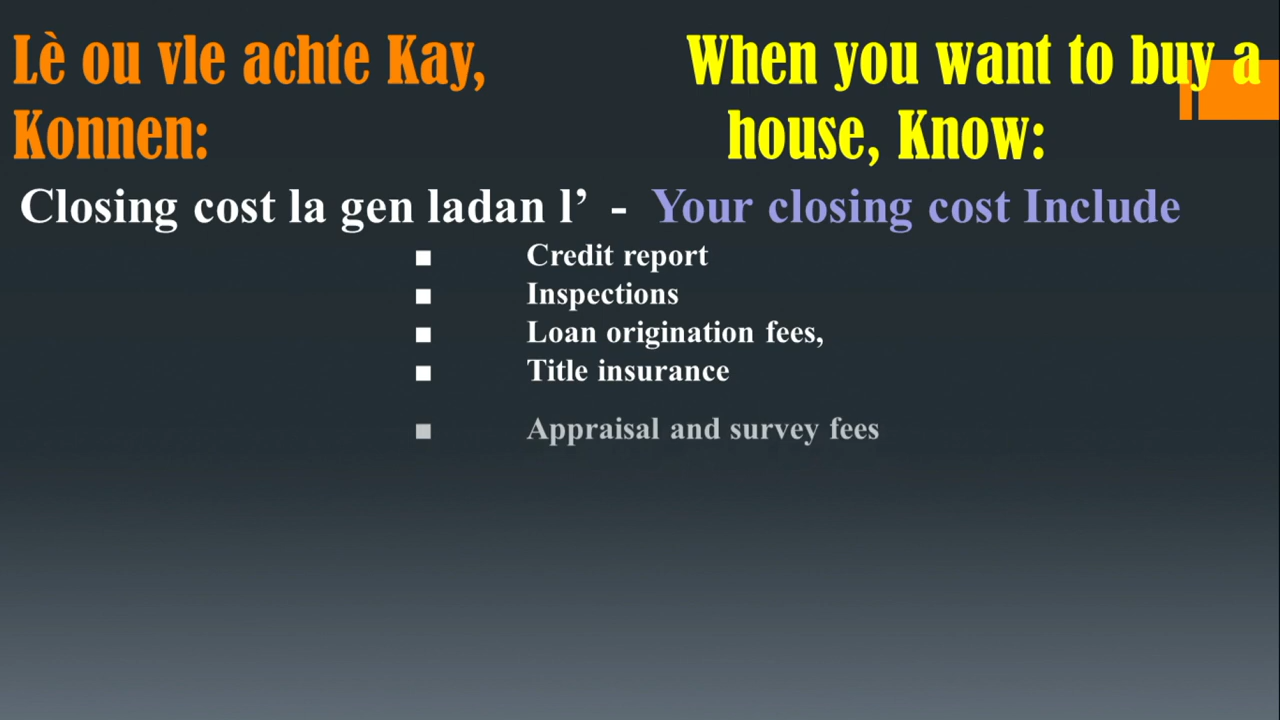 Lè ou vle achte Kay,
Konnen:
When you want to buy a
house, Know:
Closing cost la gen ladan l’ - Your closing cost Include
Credit report
Inspections
Loan origination fees,
Title insurance
Appraisal and survey fees